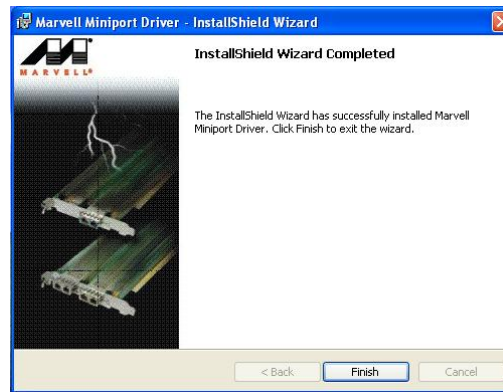 Marvell Miniport Driver - InstallShield Wizard
MARVELL®
InstallShield Wizard Completed
The InstallShield Wizard has successfully installed Marvell
Miniport Driver. Click Finish to exit the wizard.
< Back
Finish
Cancel